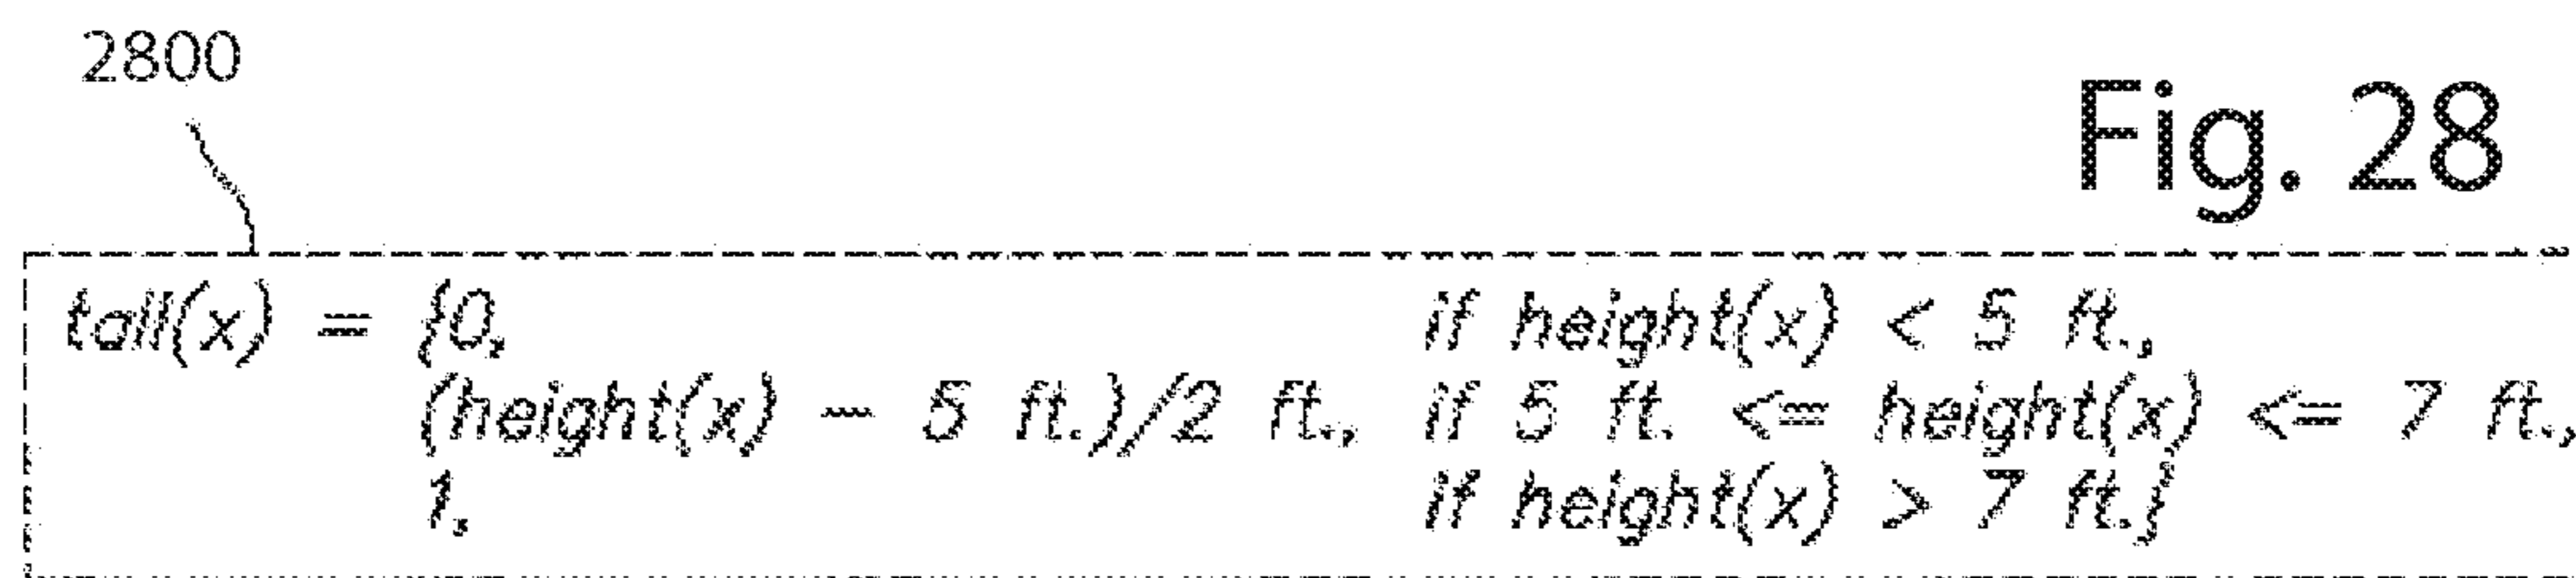 2800
Fig. 28
tall(x) = {0, if height(x) < 5 ft.,
(height(x) – 5 ft.)/2 ft., if 5 ft. <= height(x) <= 7 ft.,
1, if height(x) > 7 ft.}